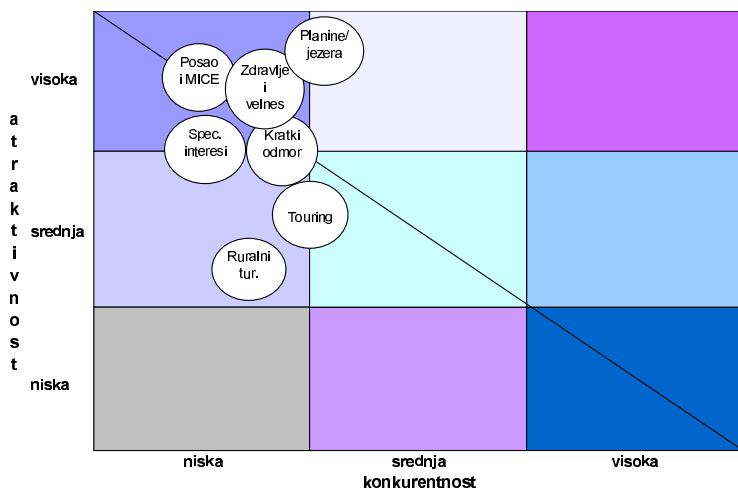 Planine/
jezera
Posao
i MICE
Zdravlje
i
velnes
visoka
Spec.
interesi
Kratki
odmor
Touring
srednja
Ruralni
tur.
niska
atraktivnost
niska
srednja
visoka
konkurentnost